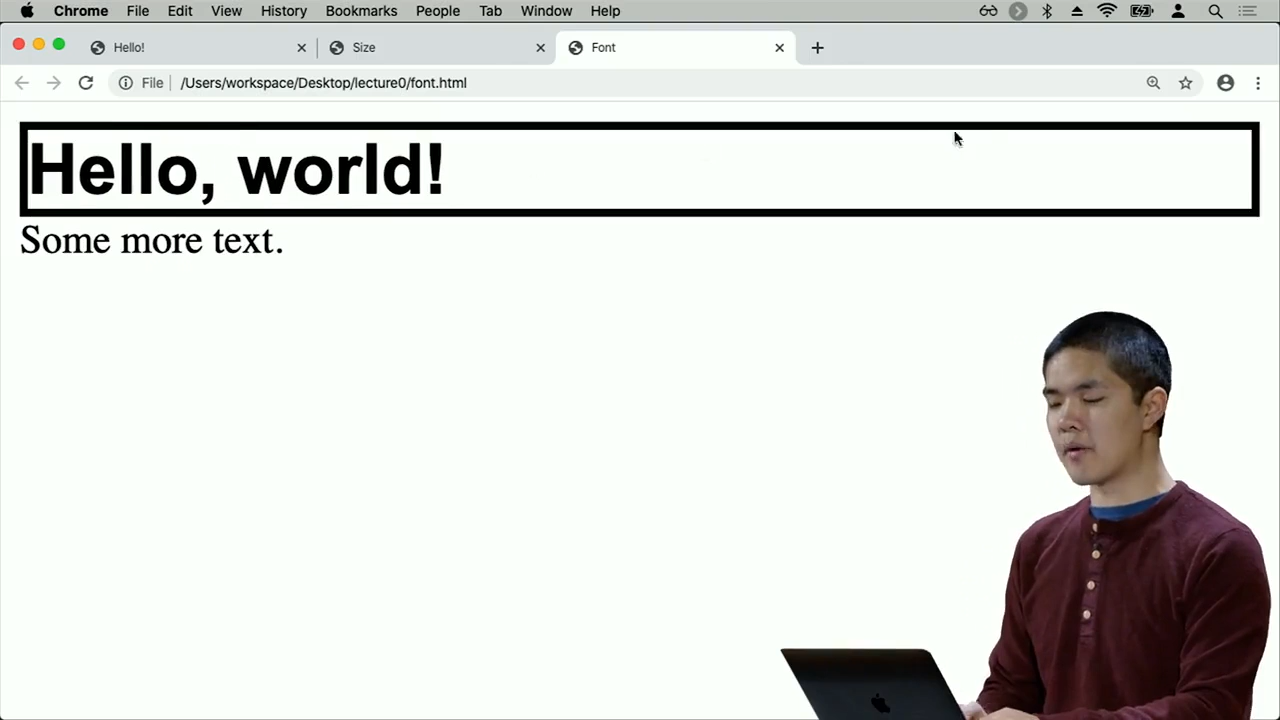 Chrome File Edit View History Bookmarks People Tab Window Help
Hello! Size Font
File /Users/workspace/Desktop/lecture0/font.html
Hello, world!
Some more text.